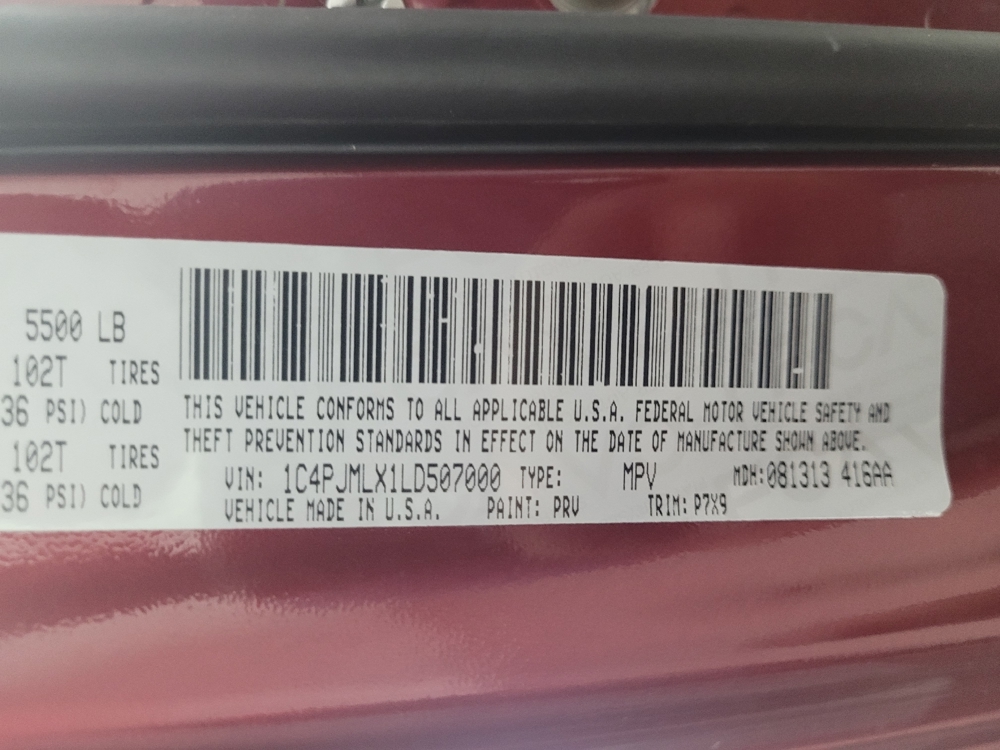 5500 LB
102T TIRES
36 PSI) COLD
102T TIRES
36 PSI) COLD
THIS VEHICLE CONFORMS TO ALL APPLICABLE U.S.A. FEDERAL MOTOR VEHICLE SAFETY AND
THEFT PREVENTION STANDARDS IN EFFECT ON THE DATE OF MANUFACTURE SHOWN ABOVE.
VIN: 1C4PJMLX1LD507000 TYPE: MPV MDH:081313 416AA
VEHICLE MADE IN U.S.A. PAINT: PRV TRIM: P7X9